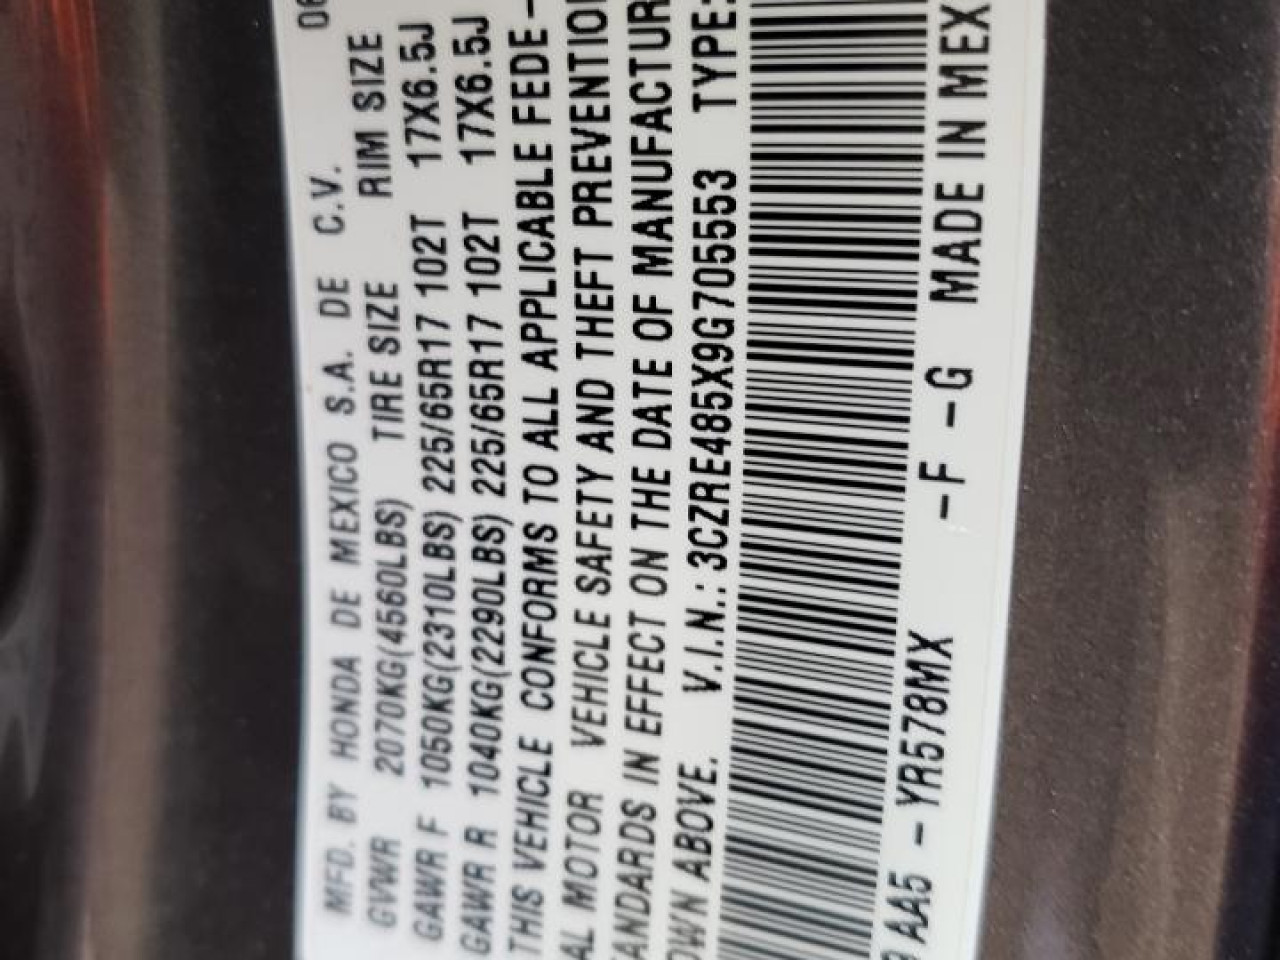 MFD. BY HONDA DE MEXICO S.A. DE C.V. 06
GVWR 2070KG(4560LBS) TIRE SIZE RIM SIZE
GAWR F 1050KG(2310LBS) 225/65R17 102T 17X6.5J
GAWR R 1040KG(2290LBS) 225/65R17 102T 17X6.5J
THIS VEHICLE CONFORMS TO ALL APPLICABLE FEDE-
AL MOTOR VEHICLE SAFETY AND THEFT PREVENTIO
ANDARDS IN EFFECT ON THE DATE OF MANUFACTUR
OWN ABOVE. V.I.N.: 3CZRE485X9G705553 TYPE:
AA5 - YR578MX -F -G MADE IN MEX